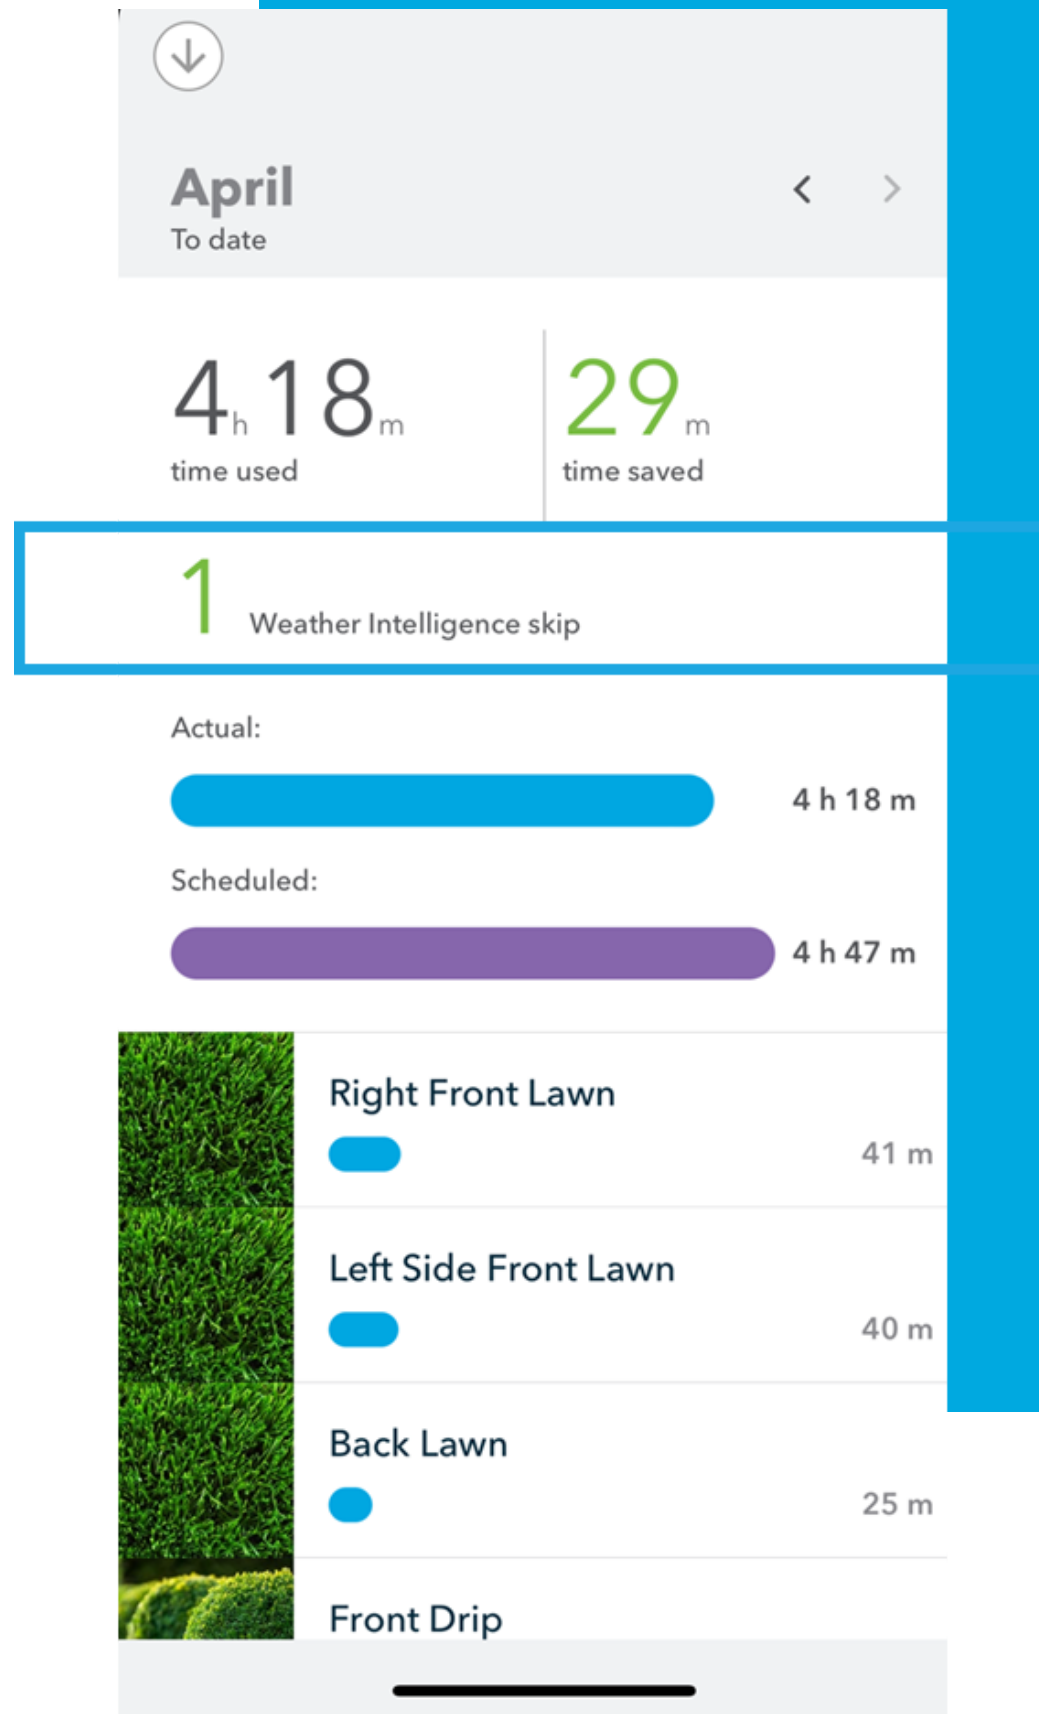 April
To date
4h 18m
29m
time used
time saved
1 Weather Intelligence skip
Actual:
4 h 18 m
Scheduled:
4 h 47 m
Right Front Lawn
41 m
Left Side Front Lawn
40 m
Back Lawn
25 m
Front Drip